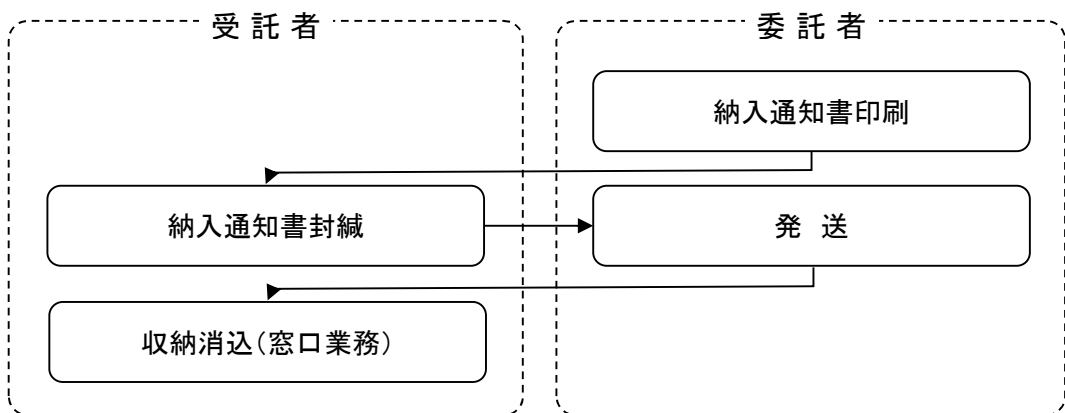 受託者
委託者
納入通知書印刷
納入通知書封緘
発送
収納消込(窓口業務)